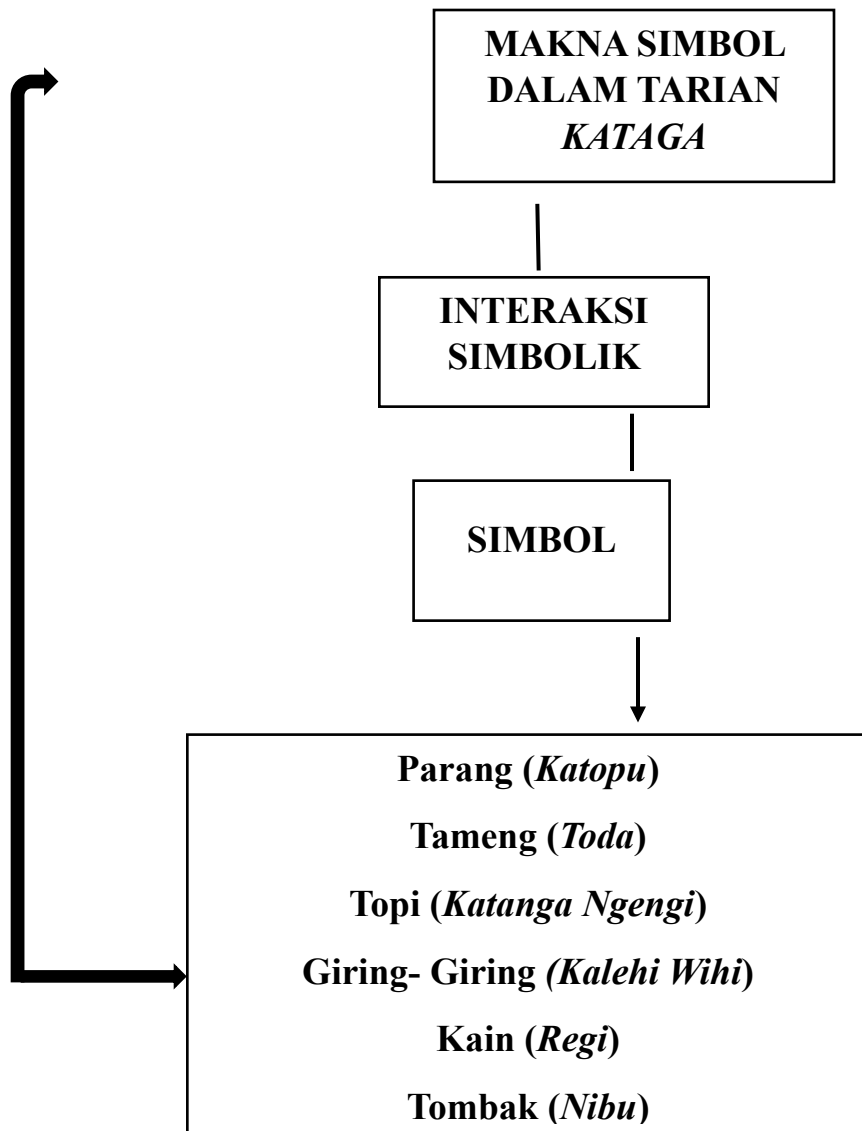 MAKNA SIMBOL
DALAM TARIAN
KATAGA
INTERAKSI
SIMBOLIK
SIMBOL
Parang (Katopu)
Tameng (Toda)
Topi (Katanga Ngengi)
Giring- Giring (Kalehi Wihi)
Kain (Regi)
Tombak (Nibu)